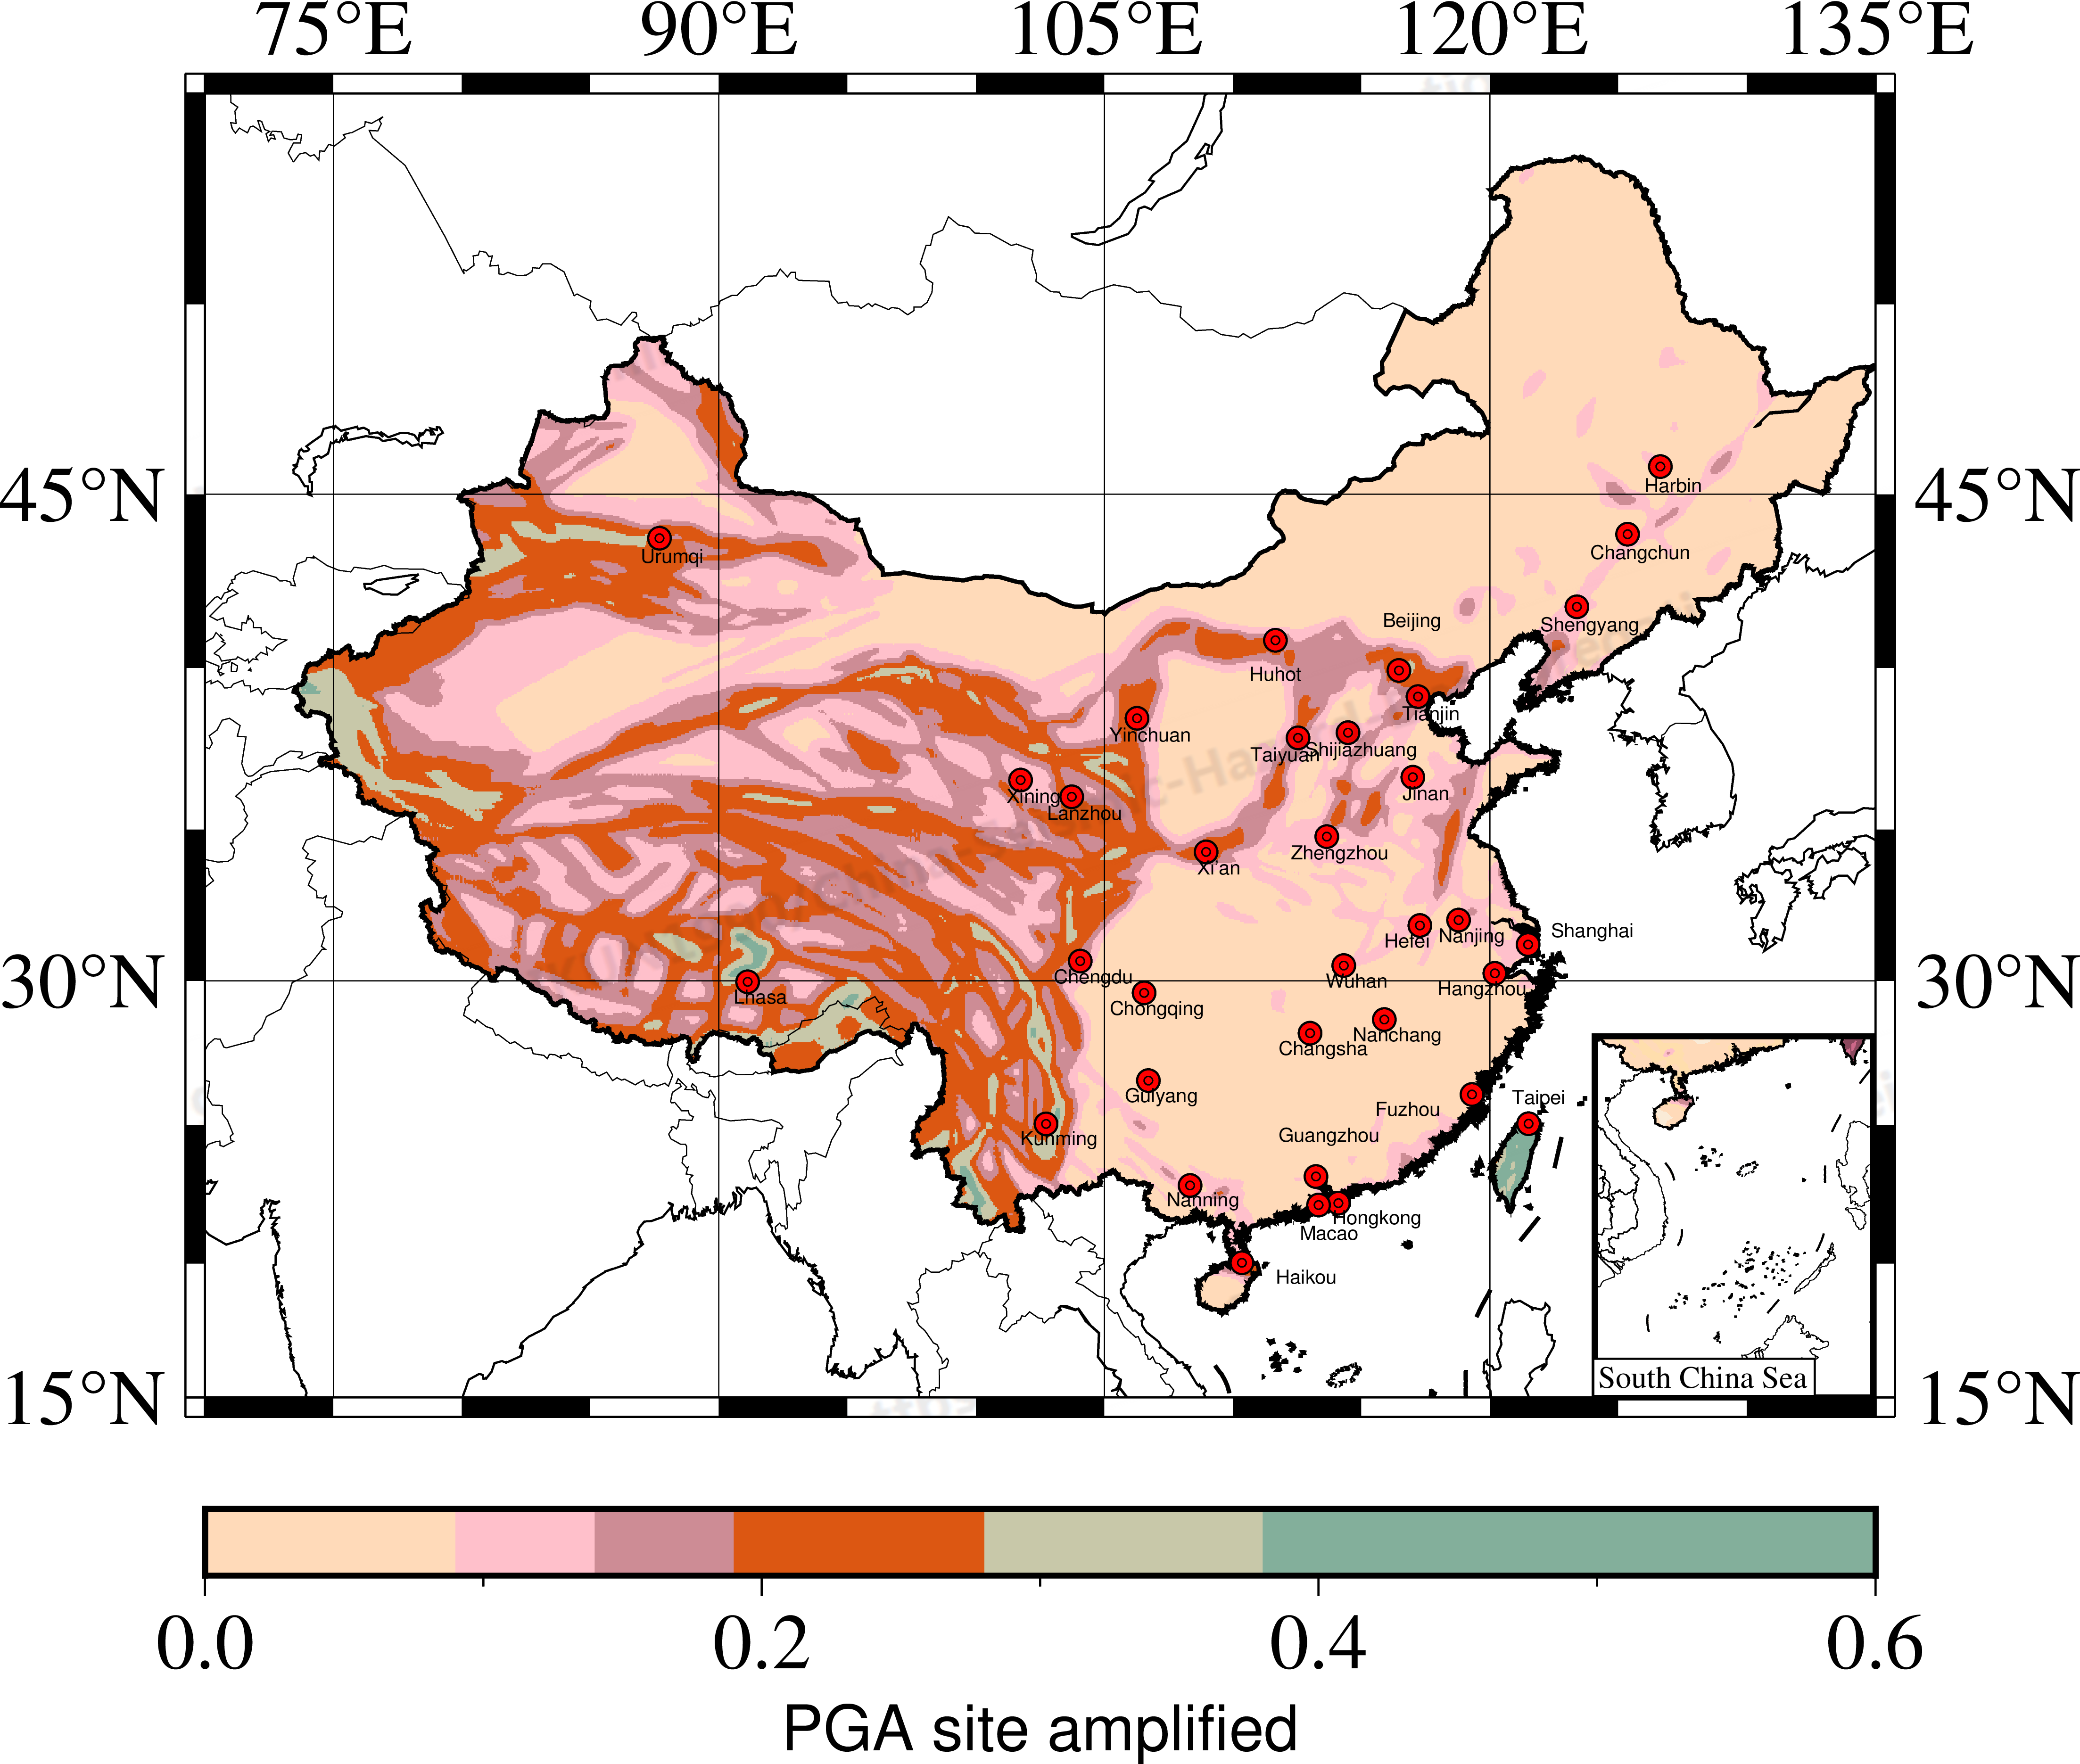 75°E 90°E 105°E 120°E 135°E
45°N 45°N
Harbin
Changchun
Urumqi
Beijing
Shengyang
Huhot
Tianjin
Yinchuan
Taiyuan Shijiazhuang
Xining
Jinan
Lanzhou
Zhengzhou
Xi'an
Shanghai
Hefei Nanjing
30°N 30°N
Chengdu
Wuhan
Hangzhou
Lhasa
Chongqing
Nanchang
Changsha
Guiyang
Taipei
Fuzhou
Guangzhou
Kunming
Nanning
Hongkong
Macao
Haikou
South China Sea
15°N 15°N
0.0 0.2 0.4 0.6
PGA site amplified